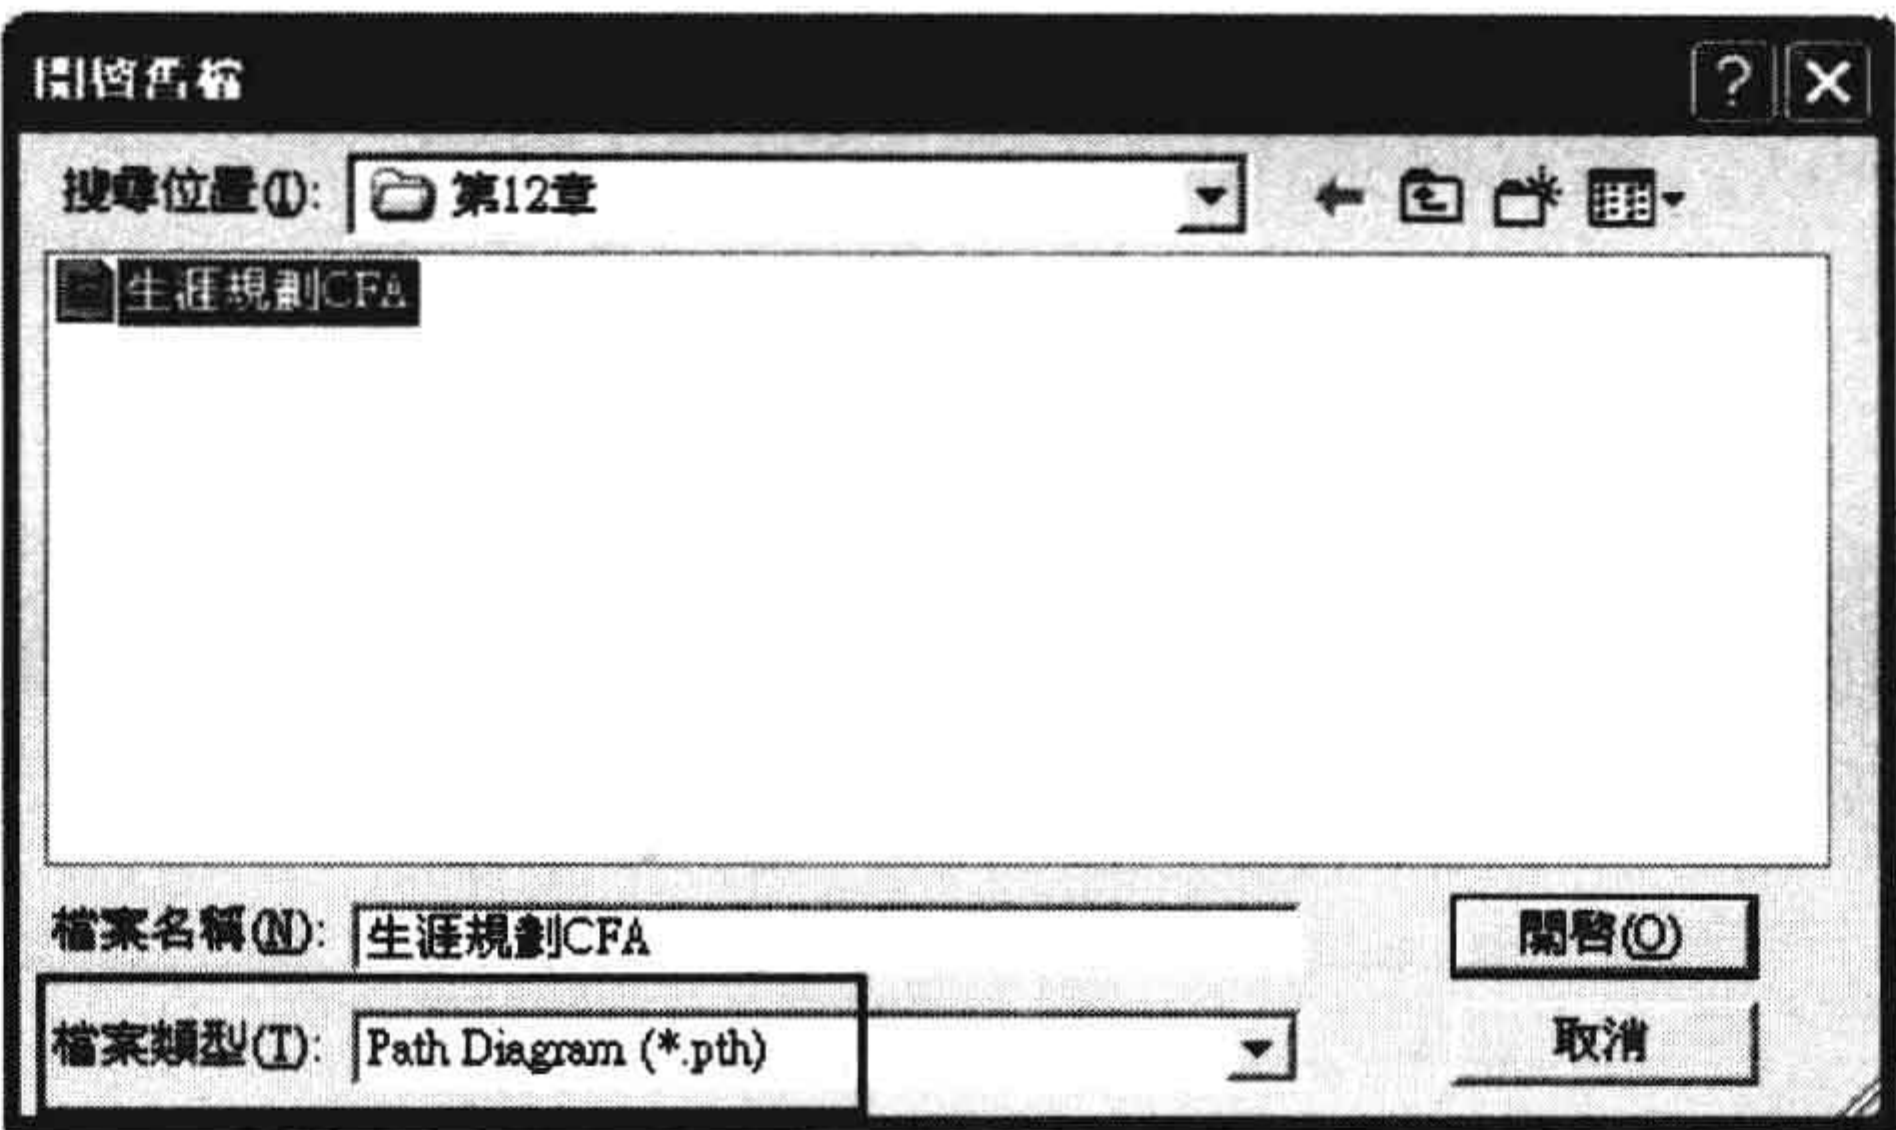 開啓舊檔
搜尋位置(I): 第12章
生涯規劃CFA
檔案名稱(N): 生涯規劃CFA 開啓(O)
檔案類型(T): Path Diagram (*.pth) 取消